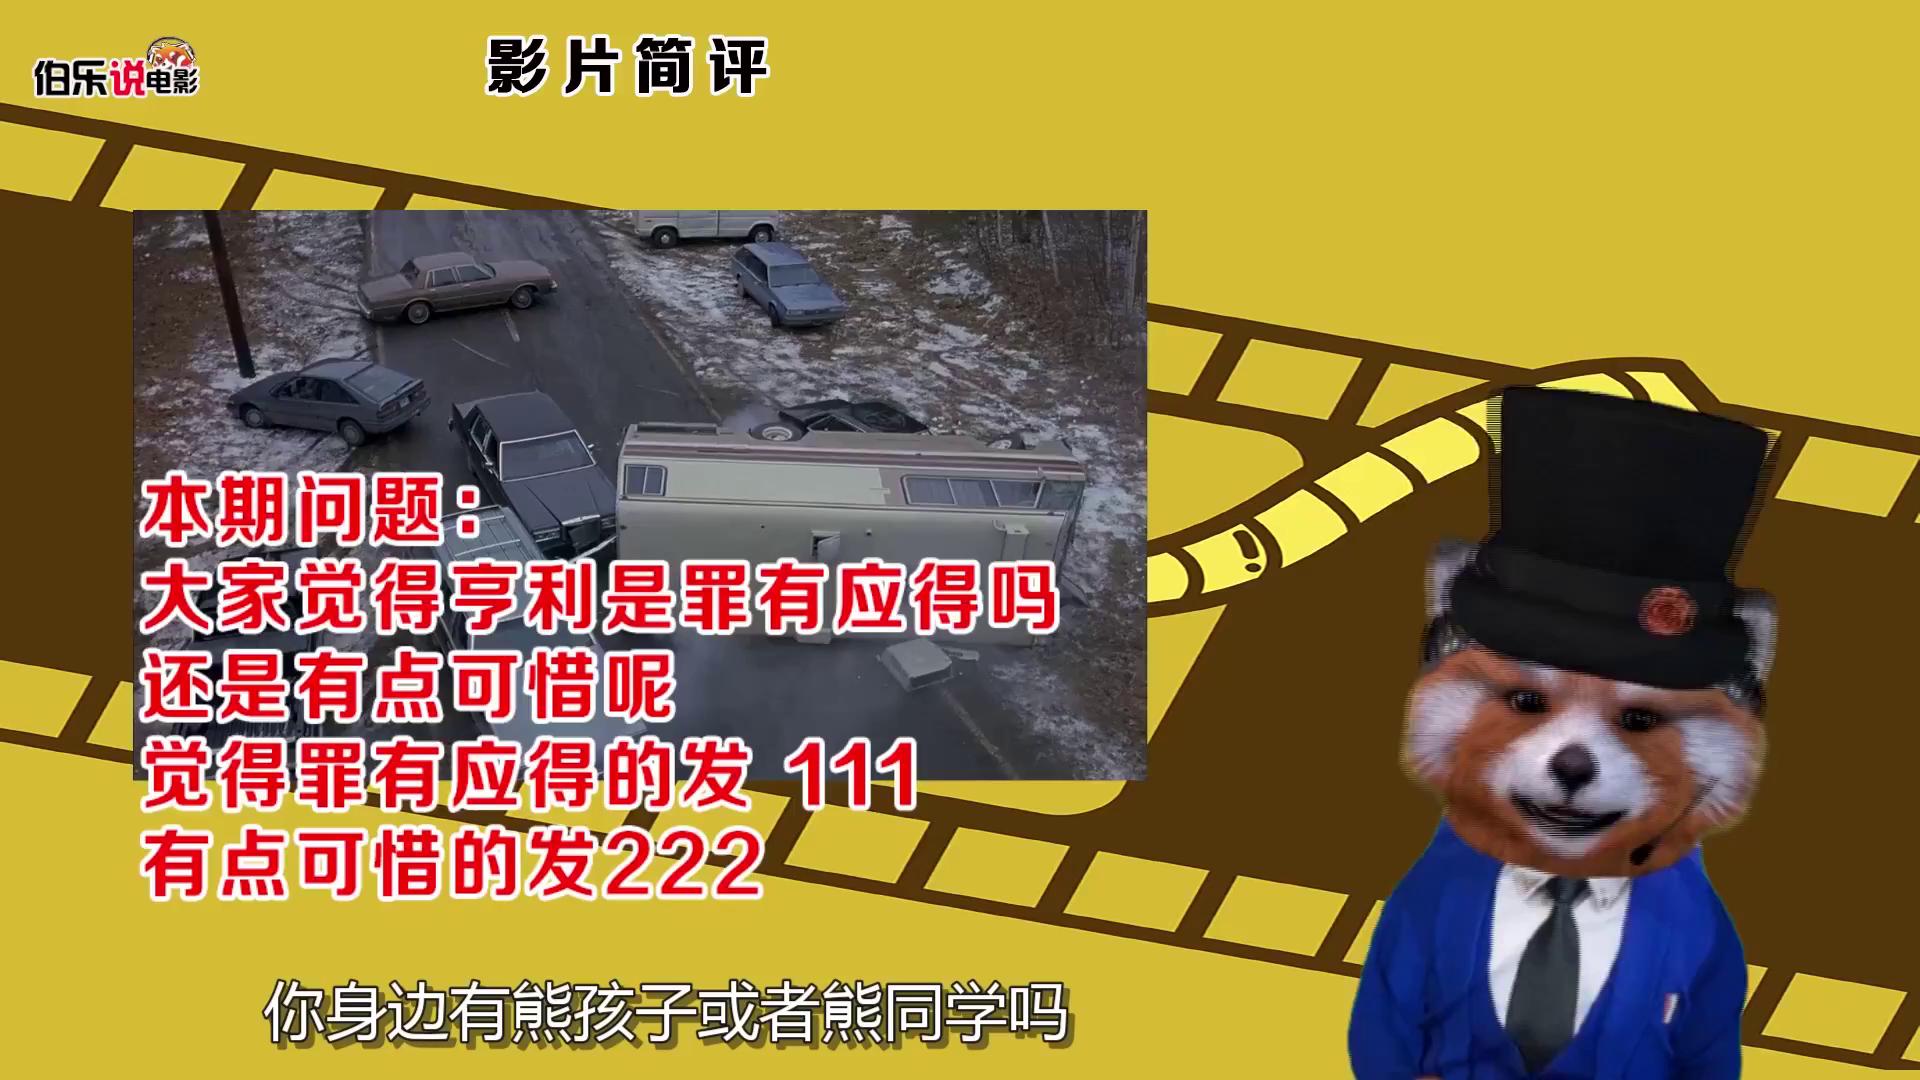 伯乐说电影
影片简评
本期问题：
大家觉得亨利是罪有应得吗
还是有点可惜呢
觉得罪有应得的发 111
有点可惜的发222
你身边有熊孩子或者熊同学吗